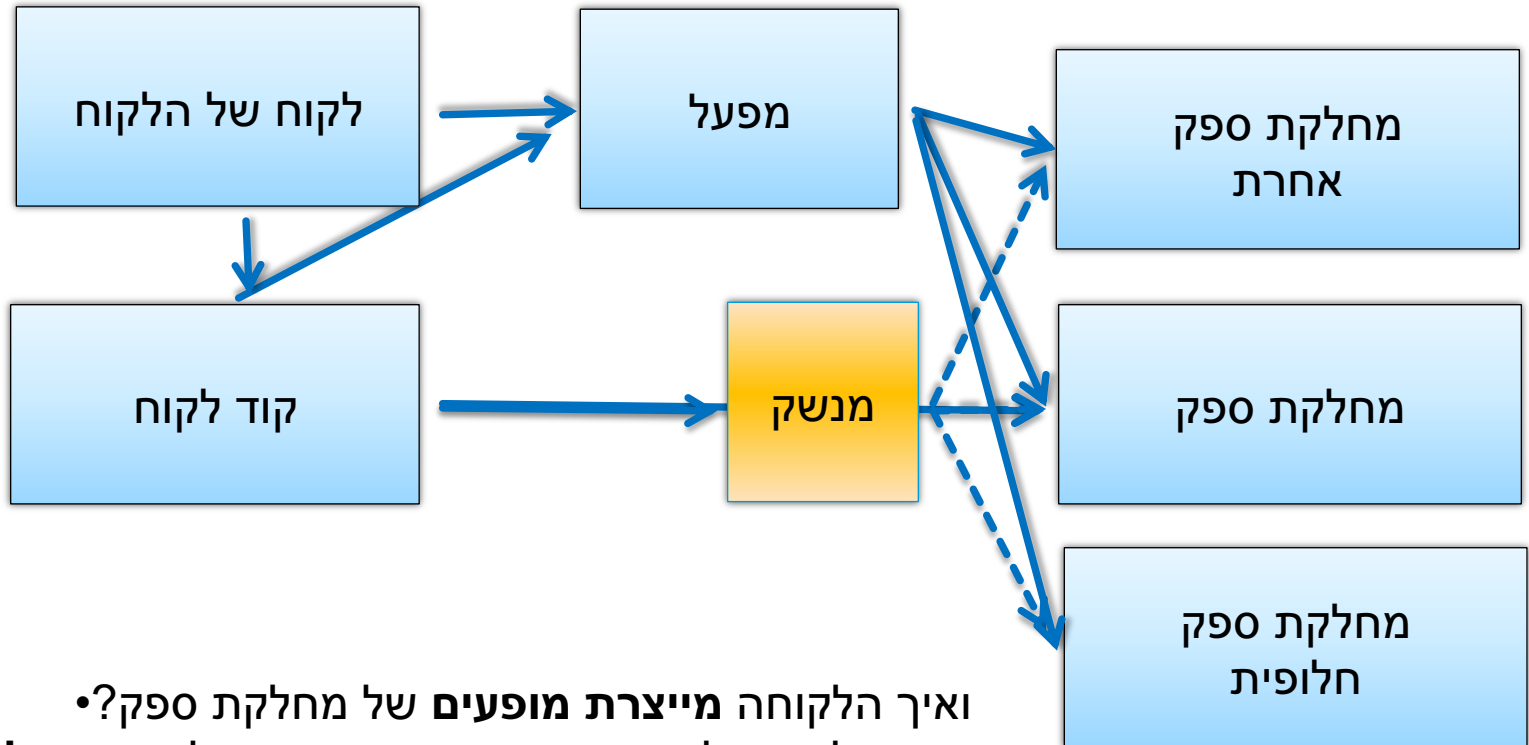 לקוח של הלקוח
מפעל
מחלקת ספק
אחרת
קוד לקוח
מנשק
מחלקת ספק
מחלקת ספק
חלופית
•ואיך הלקוחה מייצרת מופעים של מחלקת ספק?